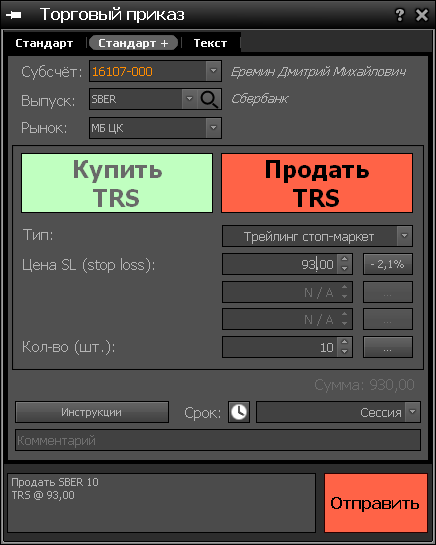 Торговый приказ ?
Стандарт Стандарт + Текст
Субсчёт: 16107-000 Еремин Дмитрий Михайлович
Выпуск: SBER Сбербанк
Рынок: МБ ЦК
Купить
TRS
Продать
TRS
Тип: Трейлинг стоп-маркет
Цена SL (stop loss): 93,00 - 2,1%
N / A ...
N / A ...
Кол-во (шт.): 10 ...
Сумма: 930,00
Инструкции Срок: Сессия
Комментарий
Продать SBER 10
TRS @ 93,00
Отправить